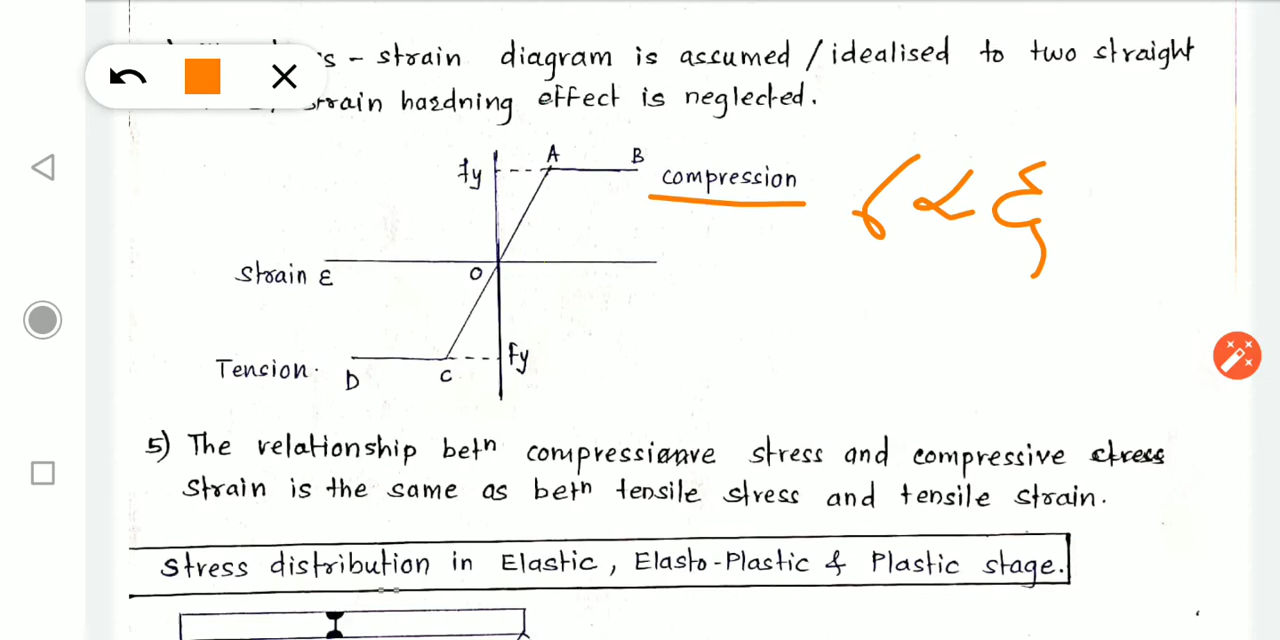 s - strain diagram is assumed / idealised to two straight
strain hardning effect is neglected.
A
B
fy
compression
σ ∝ ξ
O
Strain ε
Fy
Tension.
D
C
5) The relationship betn compressionve stress and compressive stress
strain is the same as betn tensile stress and tensile strain.
Stress distribution in Elastic, Elasto-Plastic & Plastic stage.